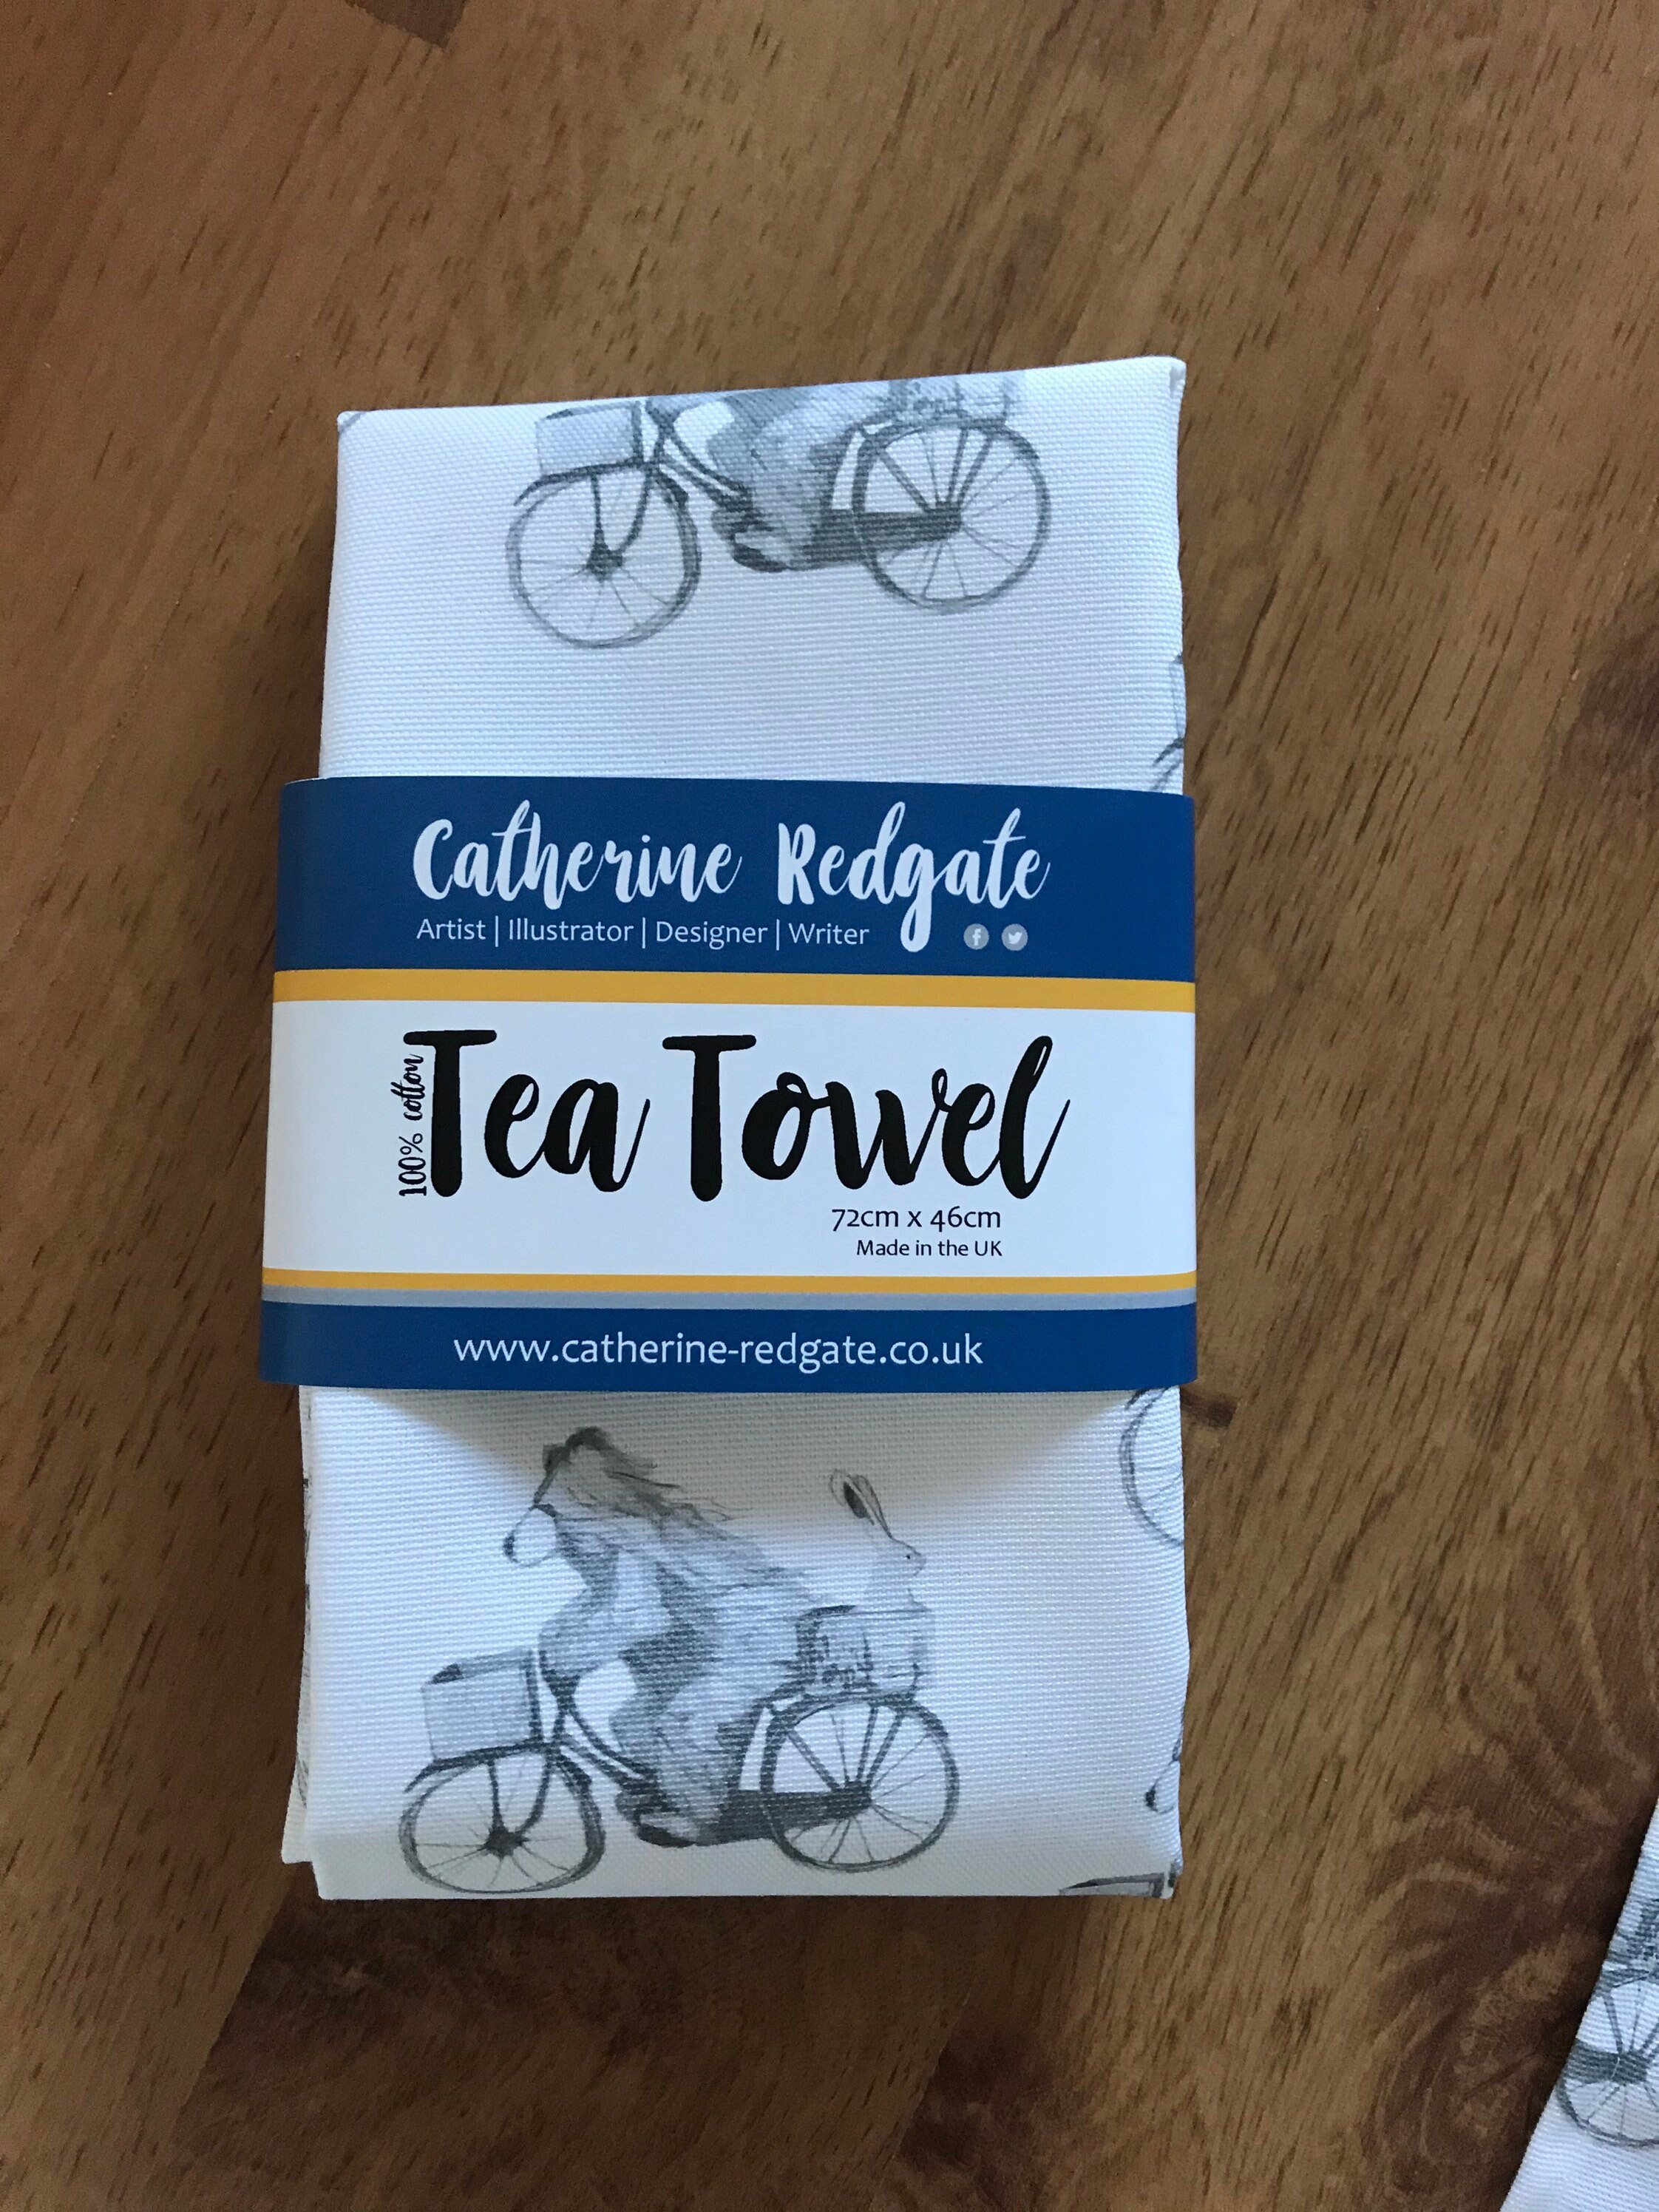 Catherine Redgate
Artist | Illustrator | Designer | Writer
100% cotton
Tea Towel
72cm x 46cm
Made in the UK
www.catherine-redgate.co.uk